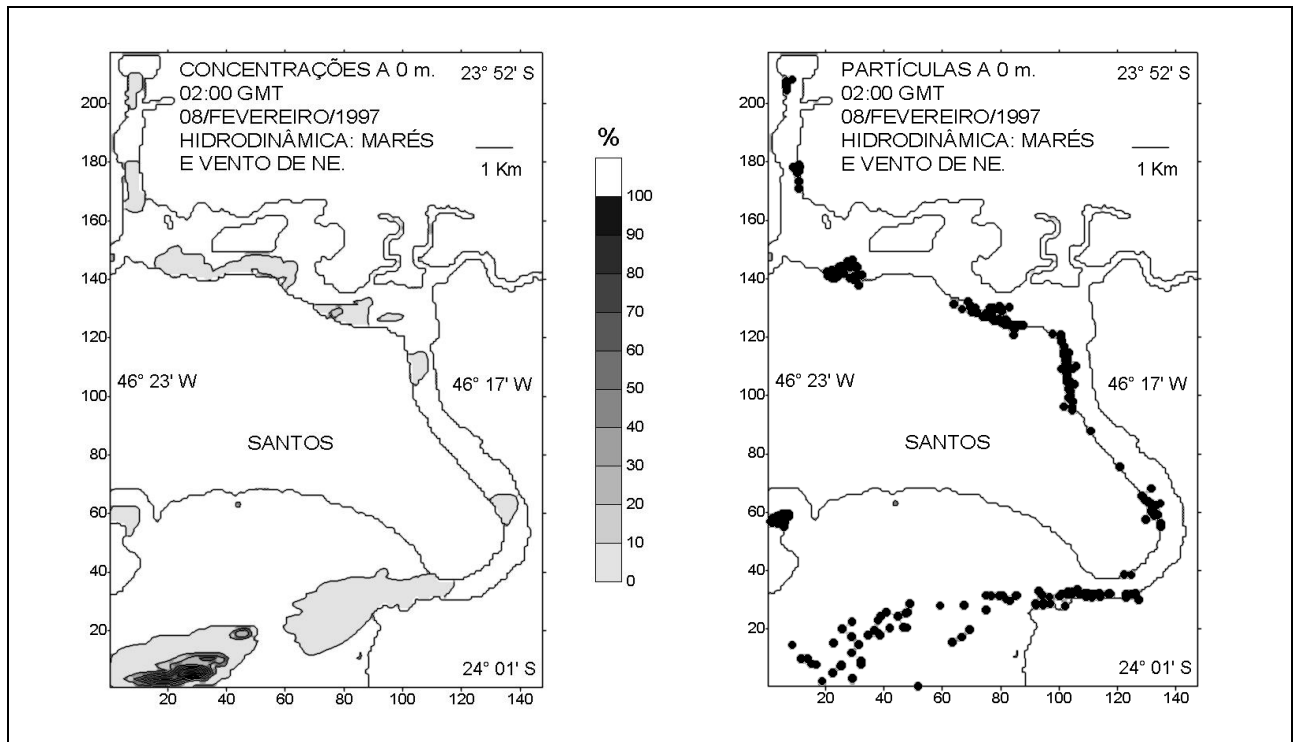 CONCENTRAÇÕES A 0 m.
23° 52' S
02:00 GMT
08/FEVEREIRO/1997
HIDRODINÂMICA: MARÉS
E VENTO DE NE.
1 Km
46° 23' W
46° 17' W
SANTOS
24° 01' S
200
180
160
140
120
100
80
60
40
20
20
40
60
80
100
120
140
%
100
90
80
70
60
50
40
30
20
10
0
PARTÍCULAS A 0 m.
23° 52' S
02:00 GMT
08/FEVEREIRO/1997
HIDRODINÂMICA: MARÉS
E VENTO DE NE.
1 Km
46° 23' W
46° 17' W
SANTOS
24° 01' S
200
180
160
140
120
100
80
60
40
20
20
40
60
80
100
120
140